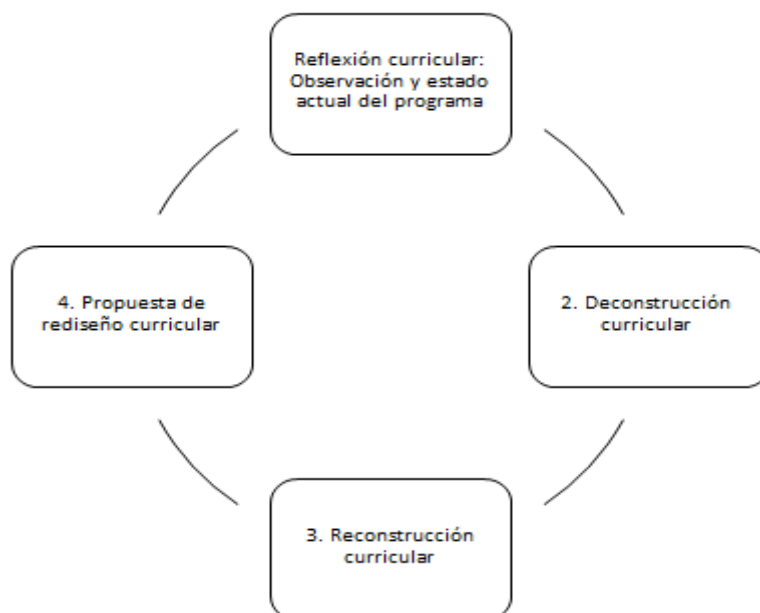 Reflexión curricular:
Observación y estado
actual del programa
2. Deconstrucción
curricular
3. Reconstrucción
curricular
4. Propuesta de
rediseño curricular